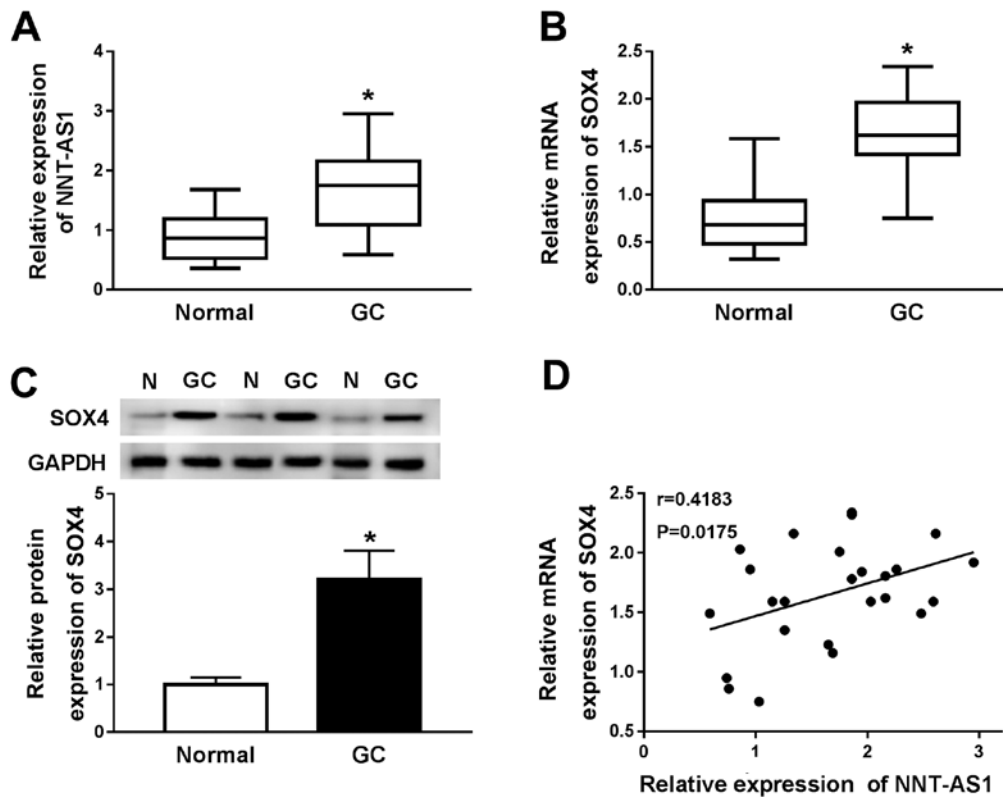 A
Relative expression
of NNT-AS1
4
3
2
1
0
*
Normal GC
B
Relative mRNA
expression of SOX4
2.5
2.0
1.5
1.0
0.5
0.0
*
Normal GC
C
N GC N GC N GC
SOX4
GAPDH
Relative protein
expression of SOX4
5
4
3
2
1
0
*
Normal GC
D
Relative mRNA
expression of SOX4
2.5
2.0
1.5
1.0
0.5
r=0.4183
P=0.0175
0 1 2 3
Relative expression of NNT-AS1